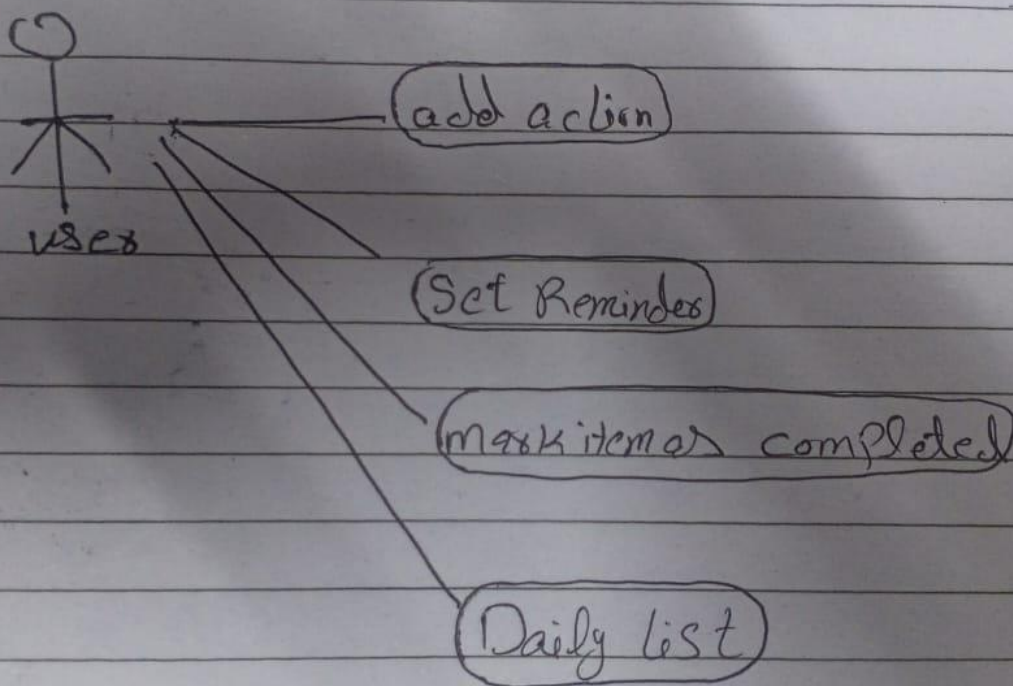 add action
user
Set Reminder
mark item as completed
Daily list